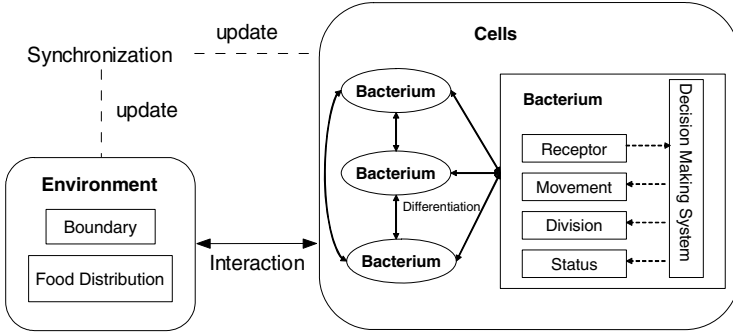 update
Synchronization
update
Environment
Boundary
Food Distribution
Interaction
Cells
Bacterium
Bacterium
Differentiation
Bacterium
Bacterium
Receptor
Movement
Division
Status
Decision Making System